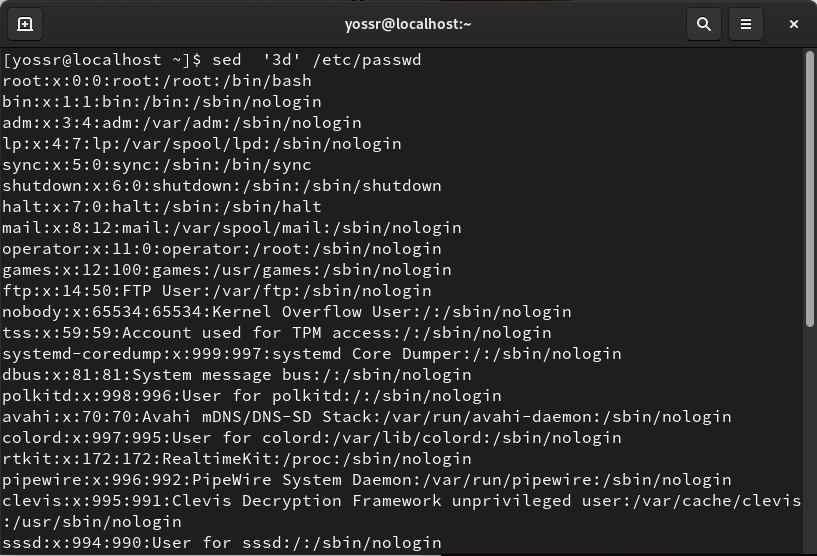 yossr@localhost:~
[yossr@localhost ~]$ sed  '3d' /etc/passwd
root:x:0:0:root:/root:/bin/bash
bin:x:1:1:bin:/bin:/sbin/nologin
adm:x:3:4:adm:/var/adm:/sbin/nologin
lp:x:4:7:lp:/var/spool/lpd:/sbin/nologin
sync:x:5:0:sync:/sbin:/bin/sync
shutdown:x:6:0:shutdown:/sbin:/sbin/shutdown
halt:x:7:0:halt:/sbin:/sbin/halt
mail:x:8:12:mail:/var/spool/mail:/sbin/nologin
operator:x:11:0:operator:/root:/sbin/nologin
games:x:12:100:games:/usr/games:/sbin/nologin
ftp:x:14:50:FTP User:/var/ftp:/sbin/nologin
nobody:x:65534:65534:Kernel Overflow User:/:/sbin/nologin
tss:x:59:59:Account used for TPM access:/:/sbin/nologin
systemd-coredump:x:999:997:systemd Core Dumper:/:/sbin/nologin
dbus:x:81:81:System message bus:/:/sbin/nologin
polkitd:x:998:996:User for polkitd:/:/sbin/nologin
avahi:x:70:70:Avahi mDNS/DNS-SD Stack:/var/run/avahi-daemon:/sbin/nologin
colord:x:997:995:User for colord:/var/lib/colord:/sbin/nologin
rtkit:x:172:172:RealtimeKit:/proc:/sbin/nologin
pipewire:x:996:992:PipeWire System Daemon:/var/run/pipewire:/sbin/nologin
clevis:x:995:991:Clevis Decryption Framework unprivileged user:/var/cache/clevis
:/usr/sbin/nologin
sssd:x:994:990:User for sssd:/:/sbin/nologin